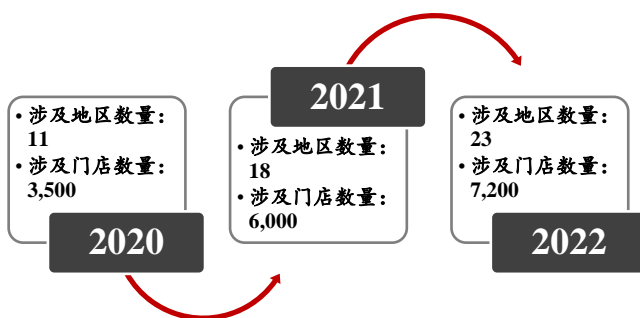 • 涉及地区数量：
11
• 涉及门店数量：
3,500
2020
2021
• 涉及地区数量：
18
• 涉及门店数量：
6,000
• 涉及地区数量：
23
• 涉及门店数量：
7,200
2022